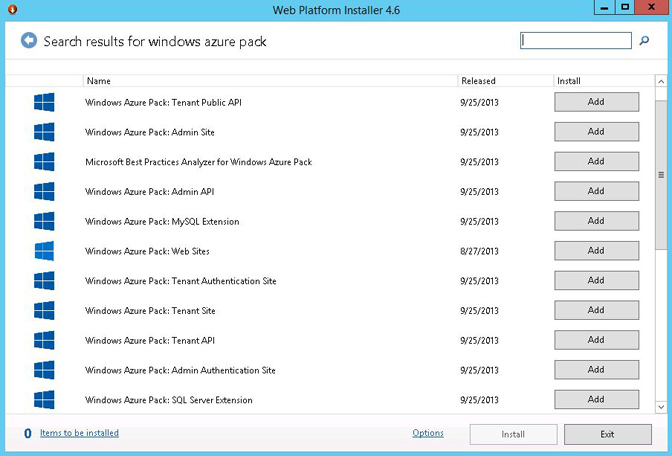 Web Platform Installer 4.6
Search results for windows azure pack
Name Released Install
Windows Azure Pack: Tenant Public API 9/25/2013 Add
Windows Azure Pack: Admin Site 9/25/2013 Add
Microsoft Best Practices Analyzer for Windows Azure Pack 9/25/2013 Add
Windows Azure Pack: Admin API 9/25/2013 Add
Windows Azure Pack: MySQL Extension 9/25/2013 Add
Windows Azure Pack: Web Sites 8/27/2013 Add
Windows Azure Pack: Tenant Authentication Site 9/25/2013 Add
Windows Azure Pack: Tenant Site 9/25/2013 Add
Windows Azure Pack: Tenant API 9/25/2013 Add
Windows Azure Pack: Admin Authentication Site 9/25/2013 Add
Windows Azure Pack: SQL Server Extension 9/25/2013 Add
0 Items to be installed Options Install Exit